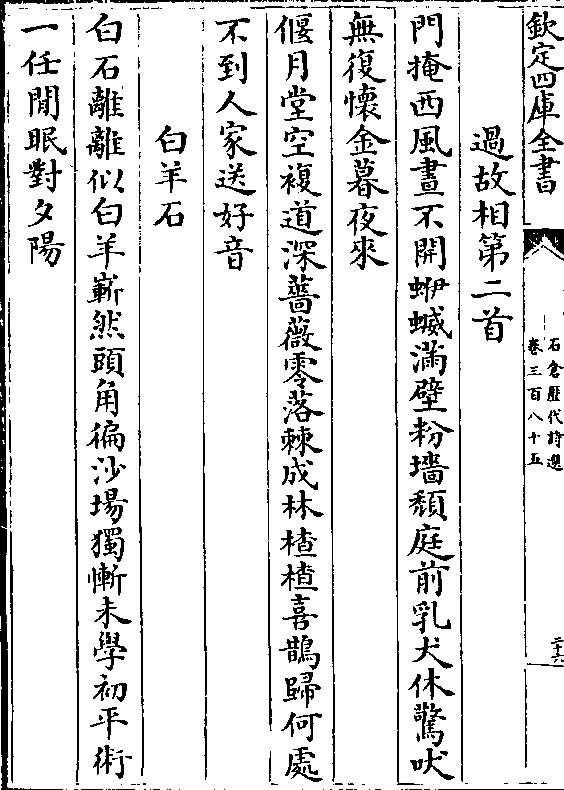 欽定四庫全書
石倉歷代詩選
卷三百八十五
二十六
過故相第二首
門掩西風晝不開蛜蝛滿壁粉墻頹庭前乳犬休驚吠
無復懷金暮夜來
偃月堂空複道深薔薇零落棘成林楂楂喜鵲歸何處
不到人家送好音
白羊石
白石離離似白羊嶄然頭角徧沙場獨慚未學初平術
一任閒眠對夕陽